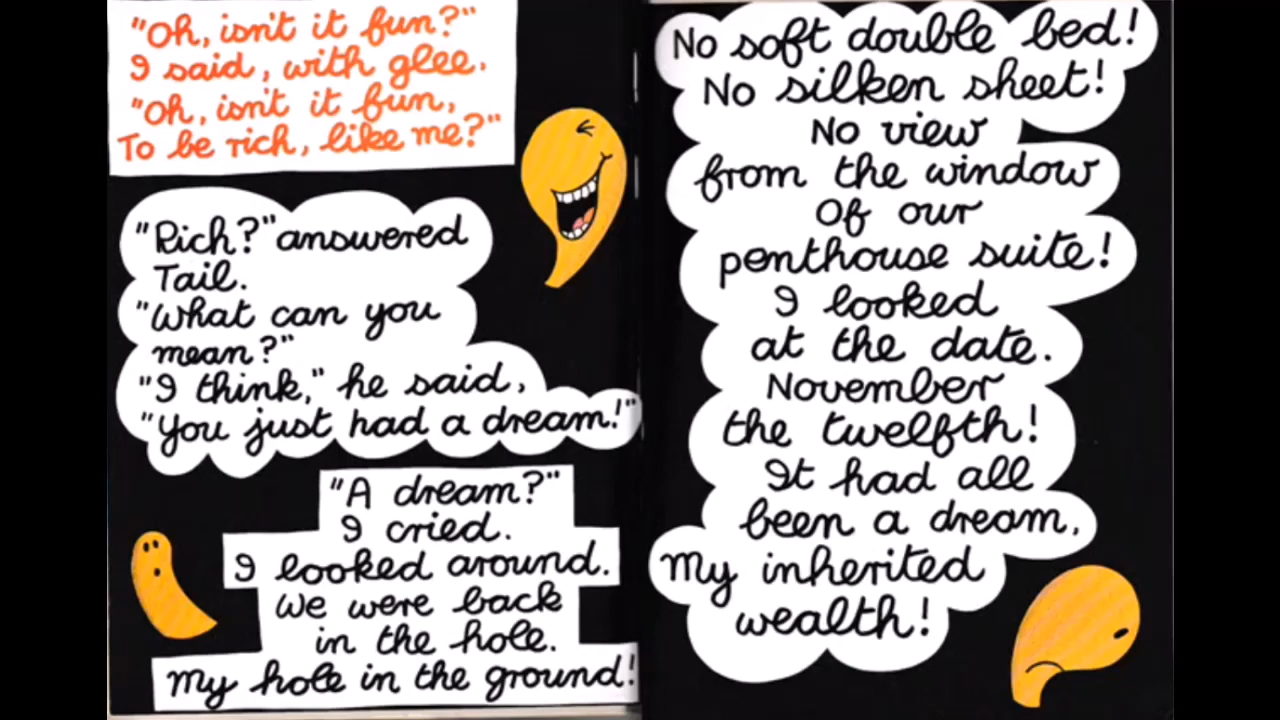 "Oh, isn't it fun?"
I said, with glee.
"Oh, isn't it fun,
To be rich, like me?"
"Rich?" answered
Tail.
"What can you
mean?"
"I think," he said,
"You just had a dream!"
"A dream?"
I cried.
I looked around.
We were back
in the hole.
My hole in the ground!
No soft double bed!
No silken sheet!
No view
from the window
Of our
penthouse suite!
I looked
at the date.
November
the twelfth!
It had all
been a dream,
My inherited
wealth!